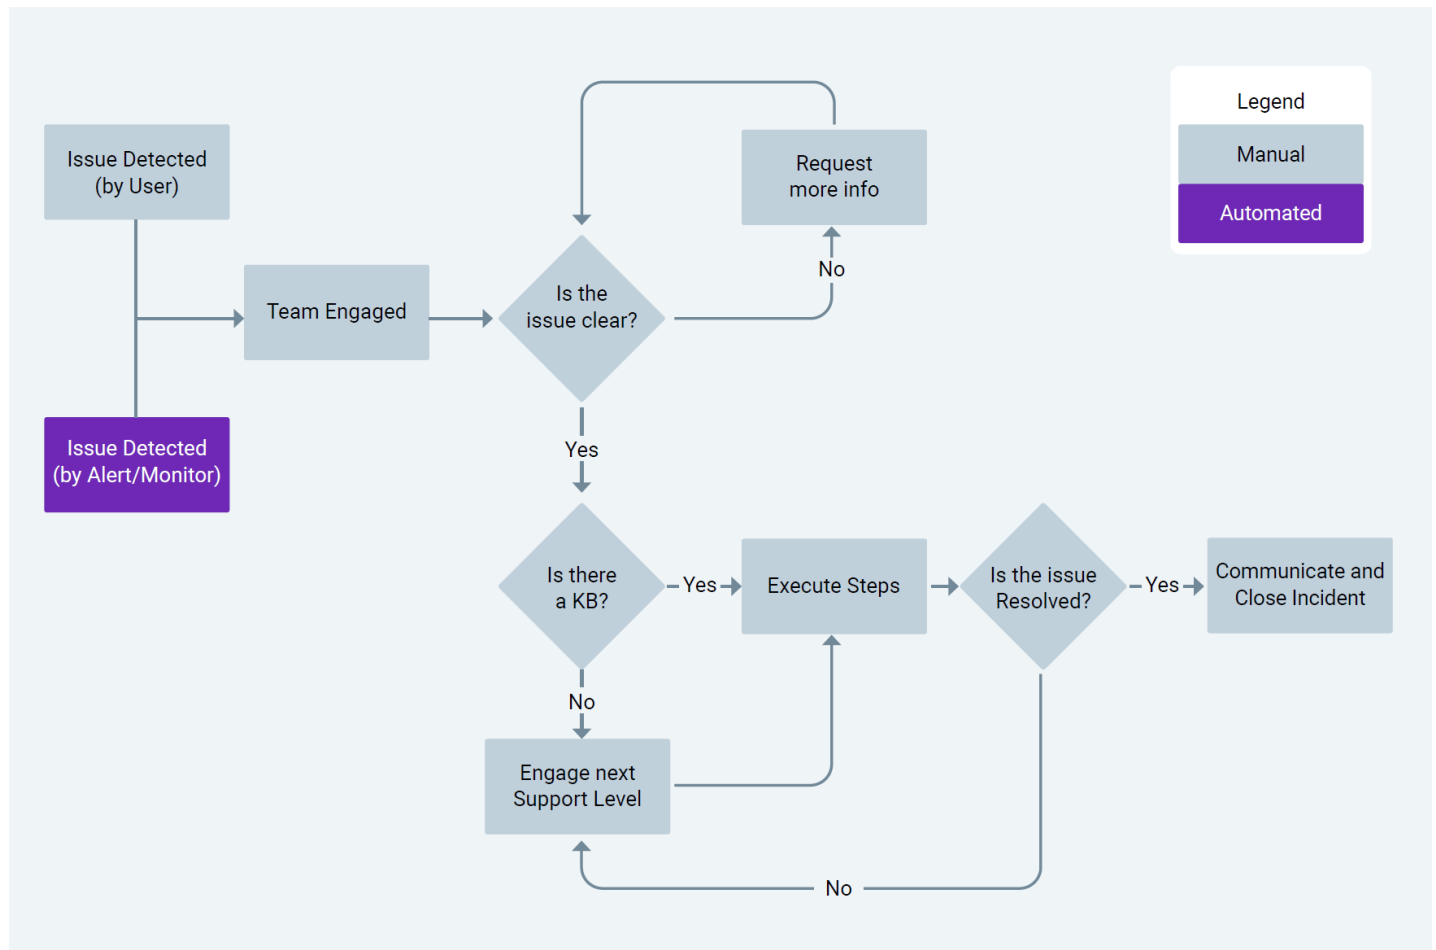 Legend
Manual
Automated
Issue Detected
(by User)
Request
more info
No
Team Engaged
Is the
issue clear?
Yes
Issue Detected
(by Alert/Monitor)
Is there
a KB?
Yes
Execute Steps
Is the issue
Resolved?
Yes
Communicate and
Close Incident
No
Engage next
Support Level
No